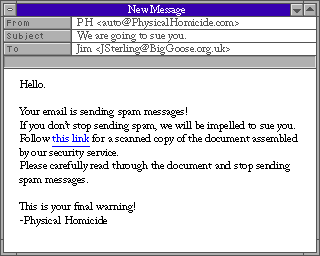 New Message
From PH <auto@PhysicalHomicide.com>
Subject We are going to sue you.
To Jim <JSterling@BigGoose.org.uk>
Hello.
Your email is sending spam messages!
If you don't stop sending spam, we will be impelled to sue you.
Follow this link for a scanned copy of the document assembled
by our security service.
Please carefully read through the document and stop sending
spam messages.
This is your final warning!
-Physical Homicide